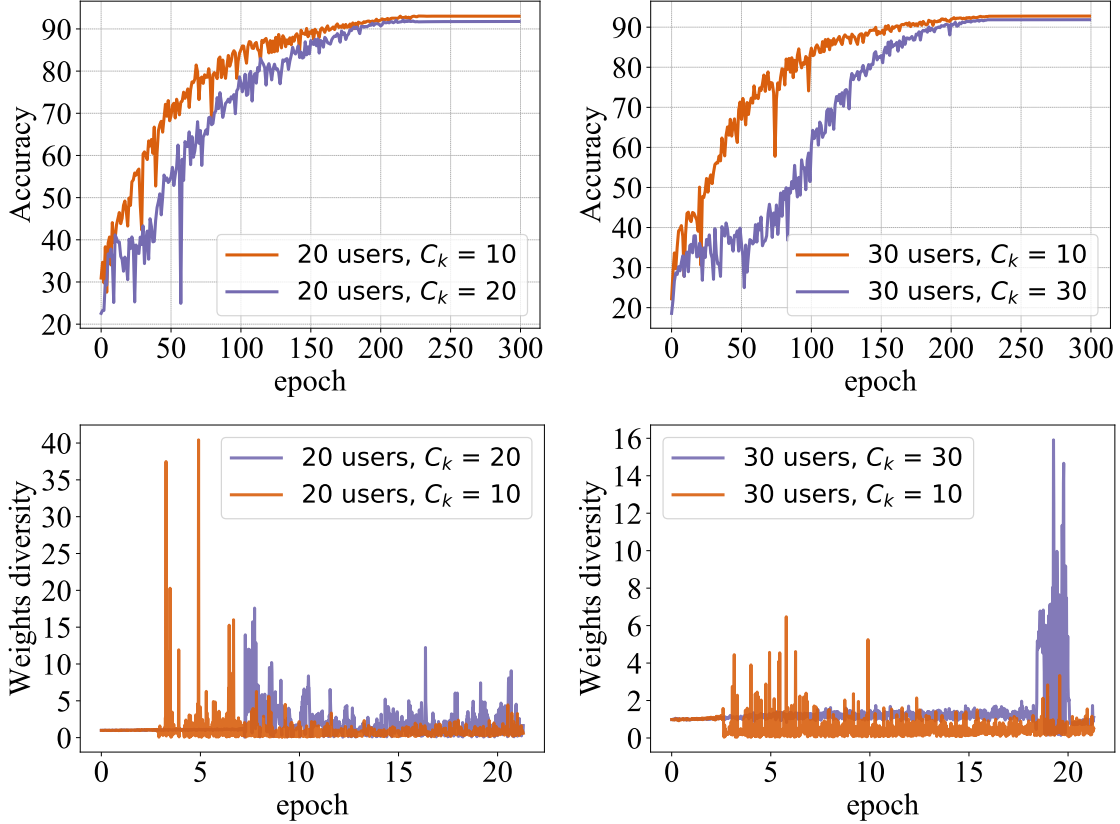 Accuracy
90
80
70
60
50
40
30
20
20 users, C_k = 10
20 users, C_k = 20
0 50 100 150 200 250 300
epoch
Accuracy
90
80
70
60
50
40
30
20
30 users, C_k = 10
30 users, C_k = 30
0 50 100 150 200 250 300
epoch
Weights diversity
40
35
30
25
20
15
10
5
0
20 users, C_k = 20
20 users, C_k = 10
0 5 10 15 20
epoch
Weights diversity
16
14
12
10
8
6
4
2
0
30 users, C_k = 30
30 users, C_k = 10
0 5 10 15 20
epoch